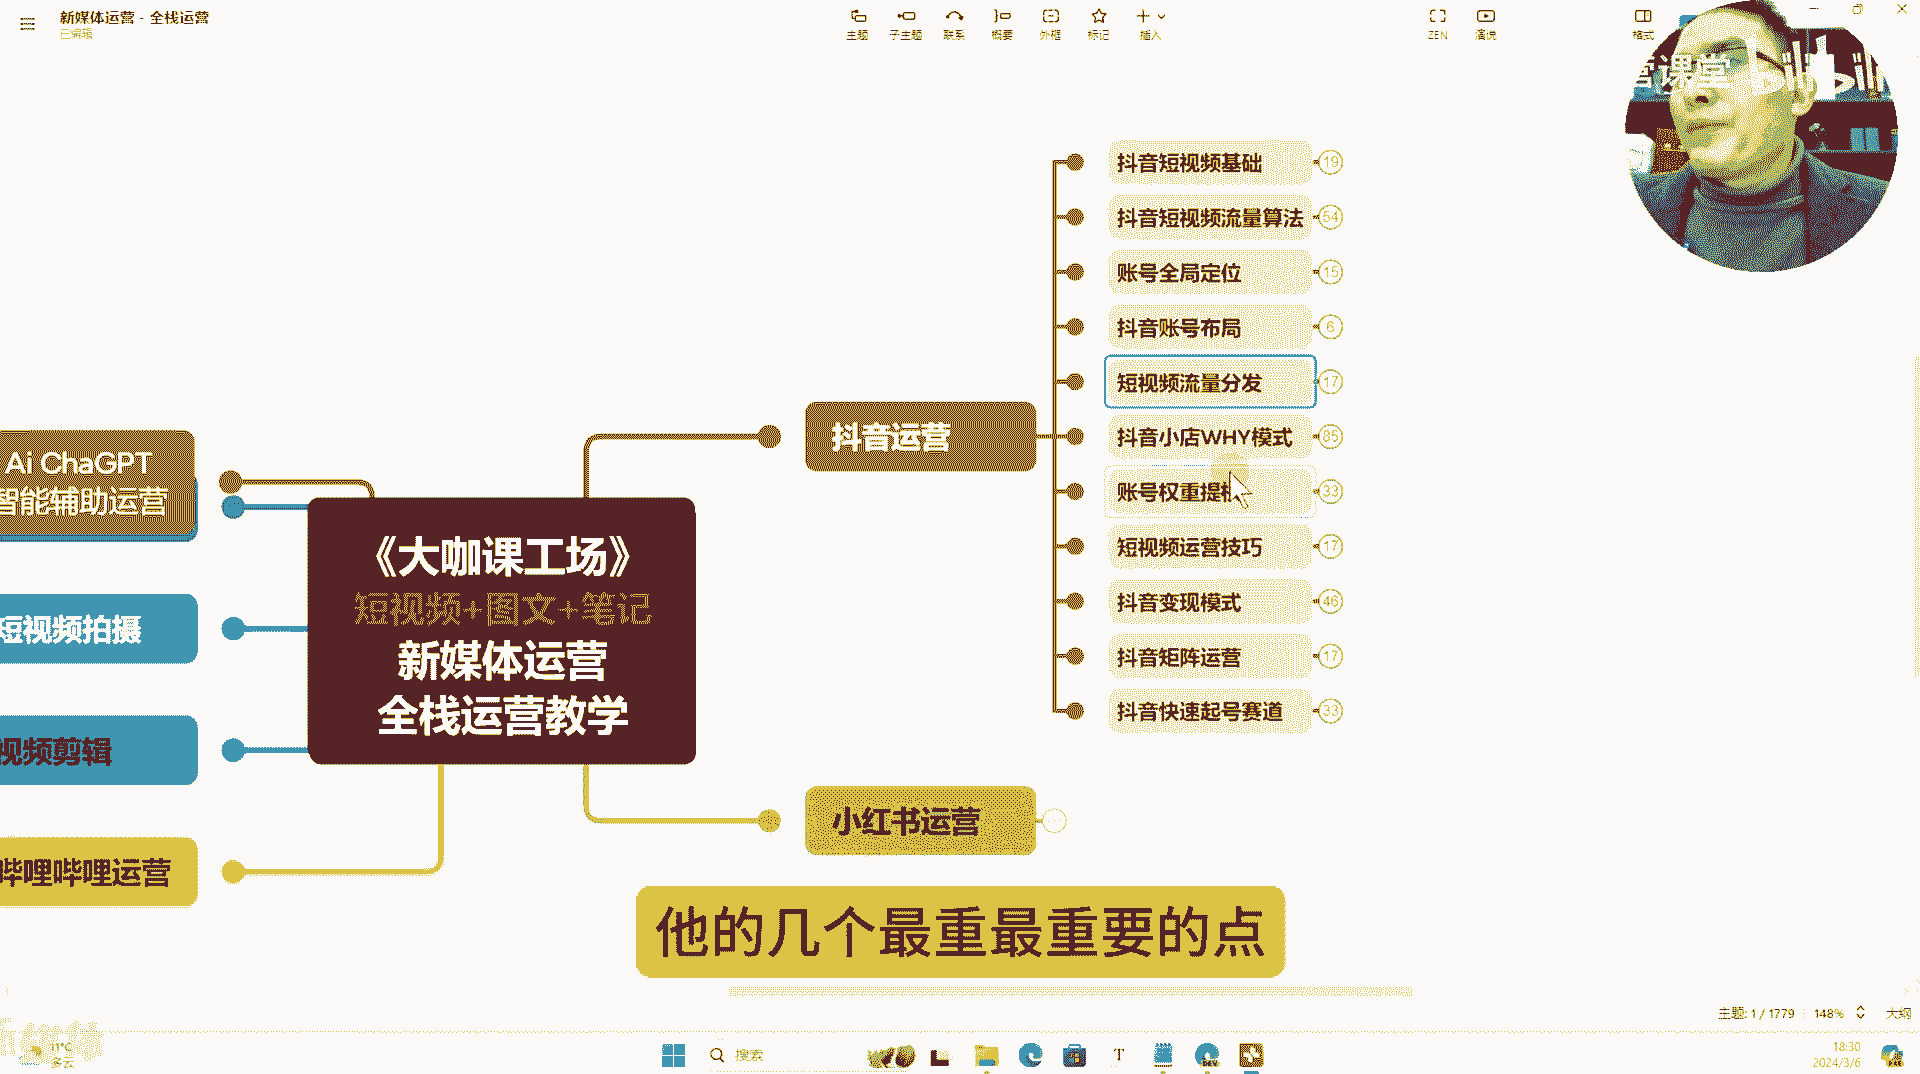 新媒体运营 - 全栈运营
已编辑
主题
子主题
联系
概要
外框
标记
插入
ZEN
演说
格式
营课堂 bilibili
抖音短视频基础 19
抖音短视频流量算法 54
账号全局定位 15
抖音账号布局 6
短视频流量分发 17
抖音运营
抖音小店WHY模式 85
账号权重提 33
短视频运营技巧 17
抖音变现模式 46
抖音矩阵运营 17
抖音快速起号赛道 33
Ai ChaGPT
智能辅助运营
《大咖课工场》
短视频+图文+笔记
新媒体运营
全栈运营教学
短视频拍摄
视频剪辑
哔哩哔哩运营
小红书运营
他的几个最重最重要的点
主题: 1 / 1779
148%
大纲
11°C
多云
搜索
T
DEV
18:30
2024/3/6